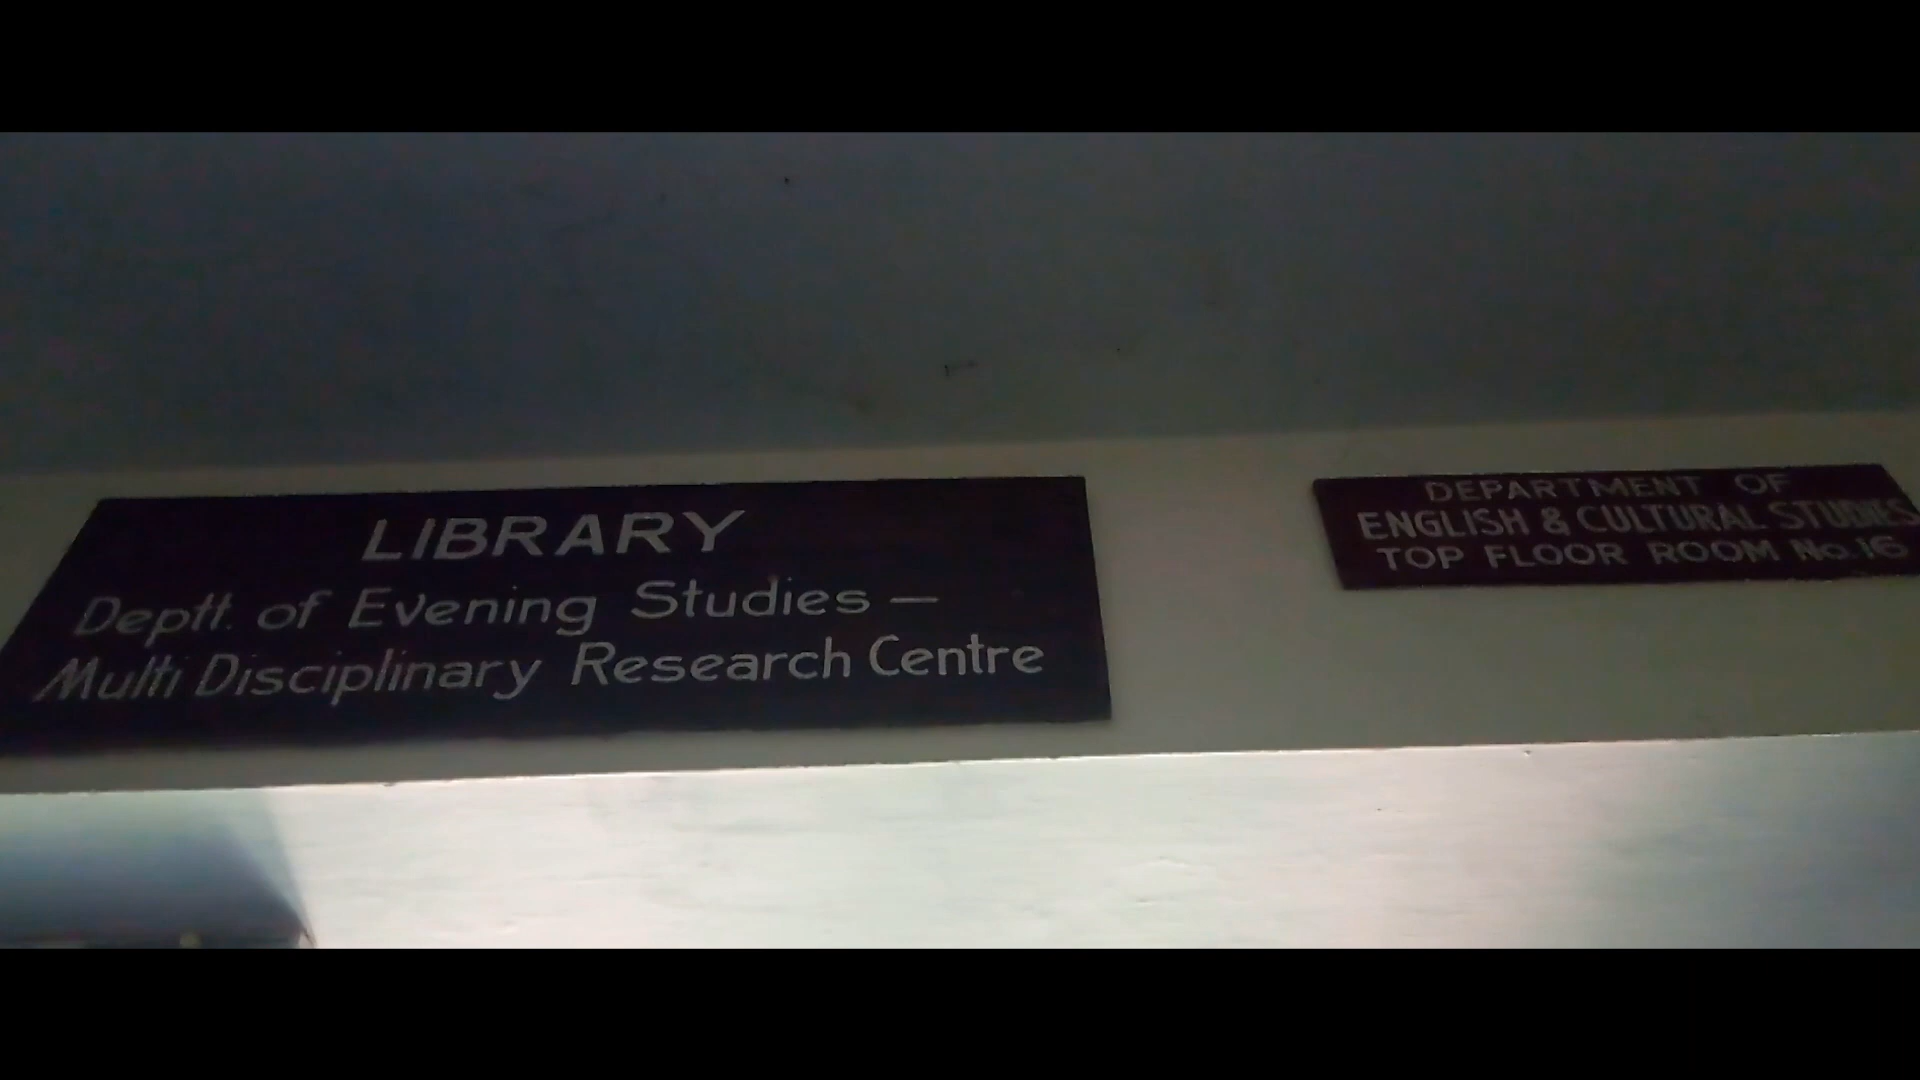 LIBRARY
Deptt. of Evening Studies –
Multi Disciplinary Research Centre
DEPARTMENT OF
ENGLISH & CULTURAL STUDIES
TOP FLOOR ROOM No. 16